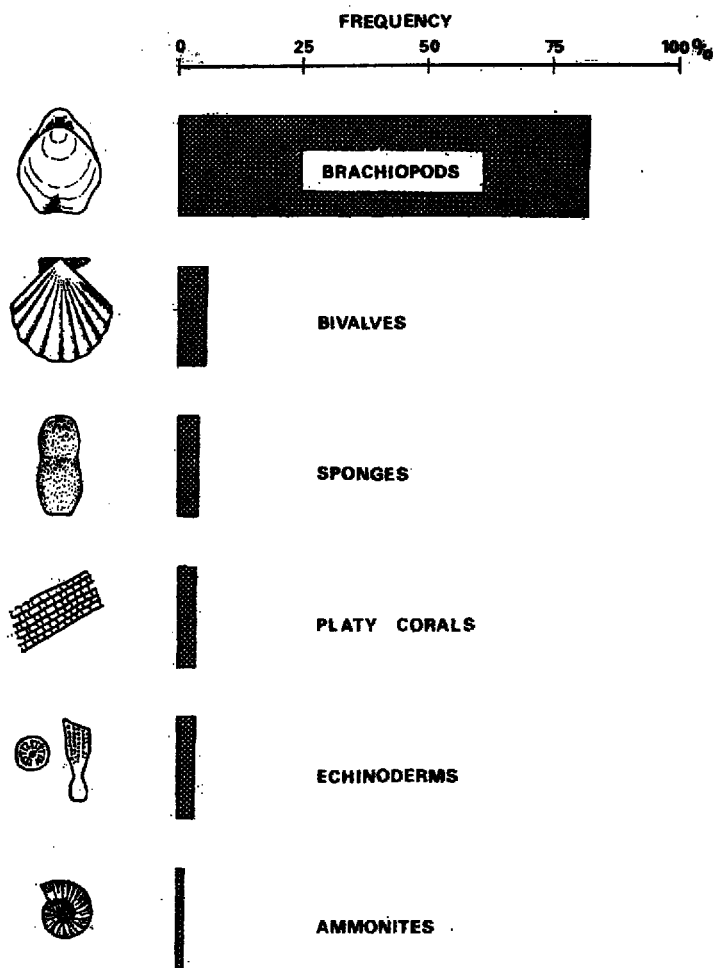 FREQUENCY
0 25 50 75 100%
BRACHIOPODS
BIVALVES
SPONGES
PLATY CORALS
ECHINODERMS
AMMONITES